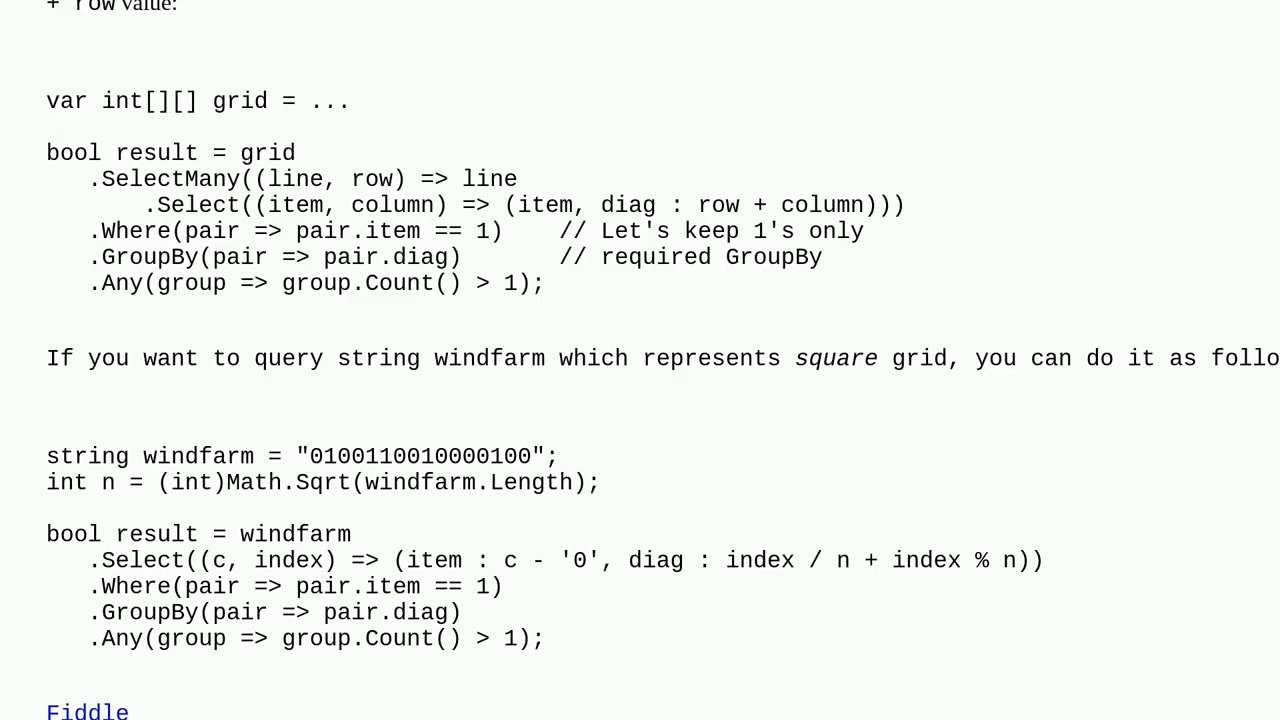 + row value:
var int[][] grid = ...
bool result = grid
   .SelectMany((line, row) => line
       .Select((item, column) => (item, diag : row + column)))
   .Where(pair => pair.item == 1)    // Let's keep 1's only
   .GroupBy(pair => pair.diag)       // required GroupBy
   .Any(group => group.Count() > 1);
If you want to query string windfarm which represents square grid, you can do it as follo
string windfarm = "0100110010000100";
int n = (int)Math.Sqrt(windfarm.Length);
bool result = windfarm
   .Select((c, index) => (item : c - '0', diag : index / n + index % n))
   .Where(pair => pair.item == 1)
   .GroupBy(pair => pair.diag)
   .Any(group => group.Count() > 1);
Fiddle